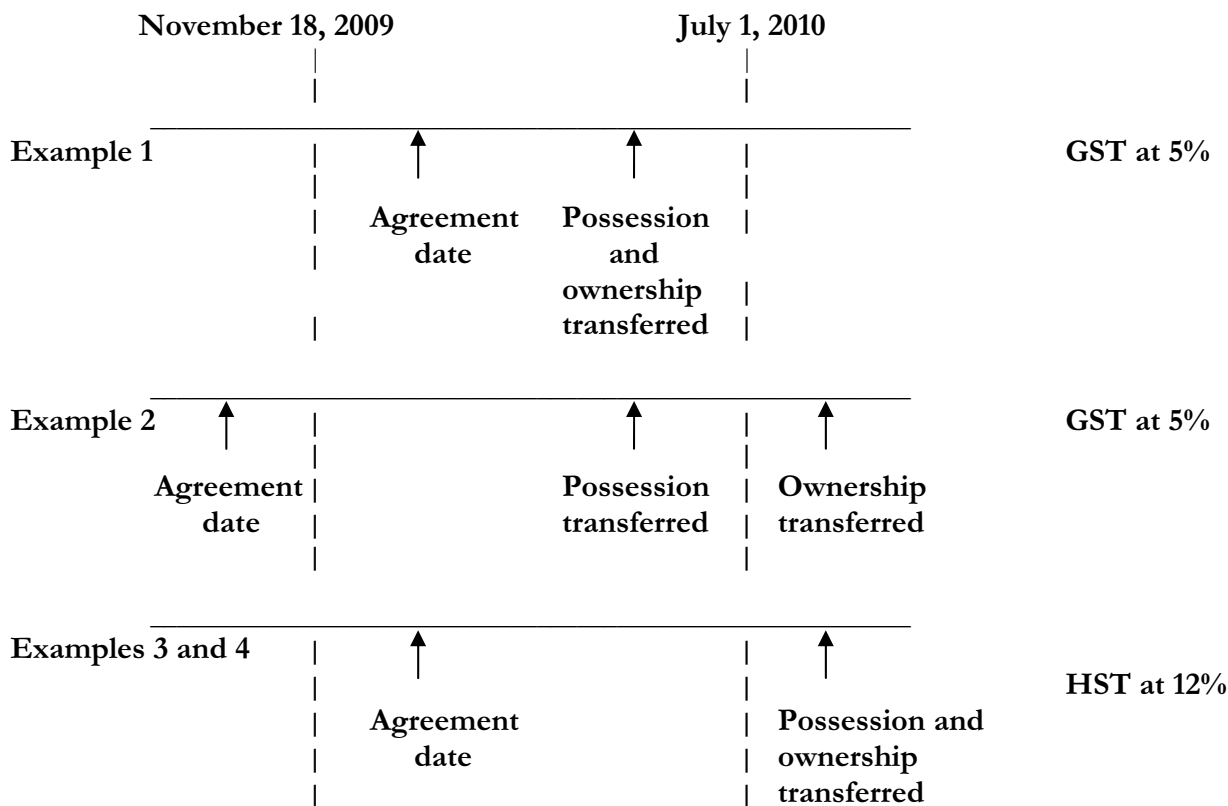 November 18, 2009 July 1, 2010
Example 1 GST at 5%
Agreement Possession
date and
ownership
transferred
Example 2 GST at 5%
Agreement Possession Ownership
date transferred transferred
Examples 3 and 4
HST at 12%
Agreement Possession and
date ownership
transferred